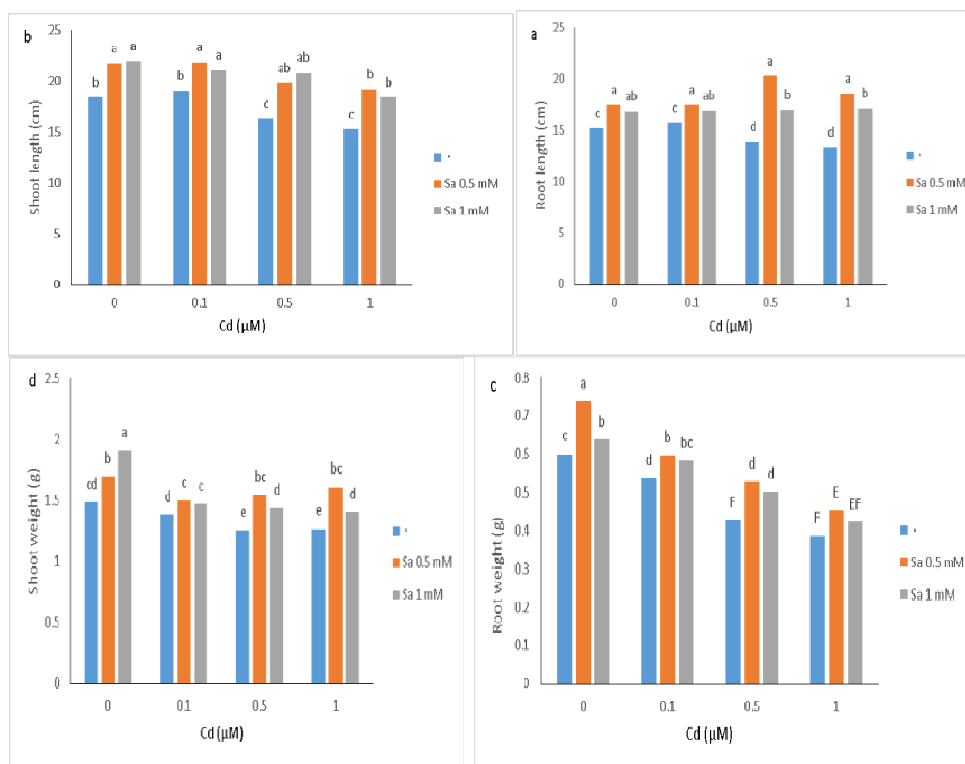 b
25
20
15
10
5
0
Shoot length (cm)
b a a
b a a
c ab ab
c b b
0 0.1 0.5 1
Cd (µM)
Sa 0.5 mM
Sa 1 mM
a
25
20
15
10
5
0
Root length (cm)
c a ab
c a ab
d a b
d a b
0 0.1 0.5 1
Cd (µM)
Sa 0.5 mM
Sa 1 mM
d
2.5
2
1.5
1
0.5
0
Shoot weight (g)
cd b a
d c c
e bc d
e bc d
0 0.1 0.5 1
Cd (µM)
Sa 0.5 mM
Sa 1 mM
c
0.8
0.7
0.6
0.5
0.4
0.3
0.2
0.1
0
Root weight (g)
c a b
d b bc
F d d
F E EF
0 0.1 0.5 1
Cd (µM)
Sa 0.5 mM
Sa 1 mM